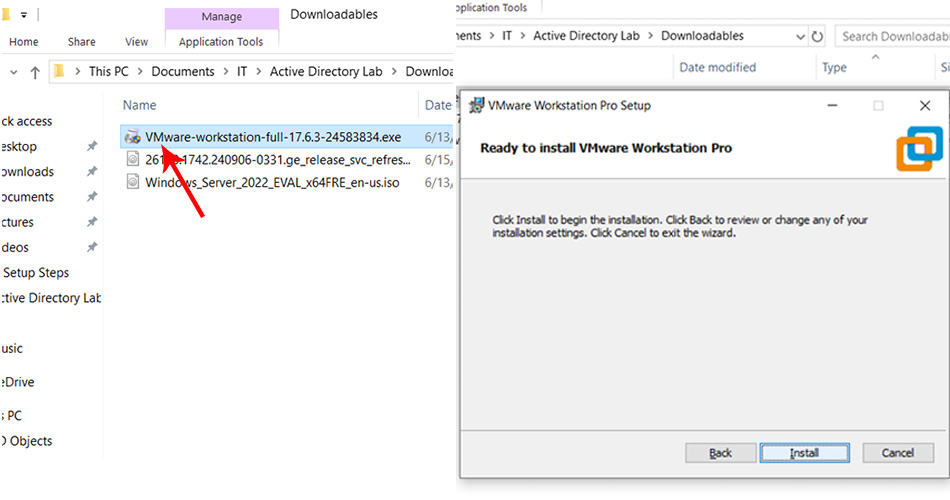 Manage
Downloadables
Home
Share
View
Application Tools
This PC
Documents
IT
Active Directory Lab
Downloa
Name
Date
VMware-workstation-full-17.6.3-24583834.exe
6/13/
1742.240906-0331.ge_release_svc_refres...
6/15/
Windows_Server_2022_EVAL_x64FRE_en-us.iso
6/13/
ck access
esktop
ownloads
ocuments
ctures
deos
Setup Steps
ctive Directory Lab
usic
eDrive
s PC
D Objects
pplication Tools
ents
IT
Active Directory Lab
Downloadables
Search Downloadab
Date modified
Type
Si
VMware Workstation Pro Setup
Ready to install VMware Workstation Pro
Click Install to begin the installation. Click Back to review or change any of your
installation settings. Click Cancel to exit the wizard.
Back
Install
Cancel